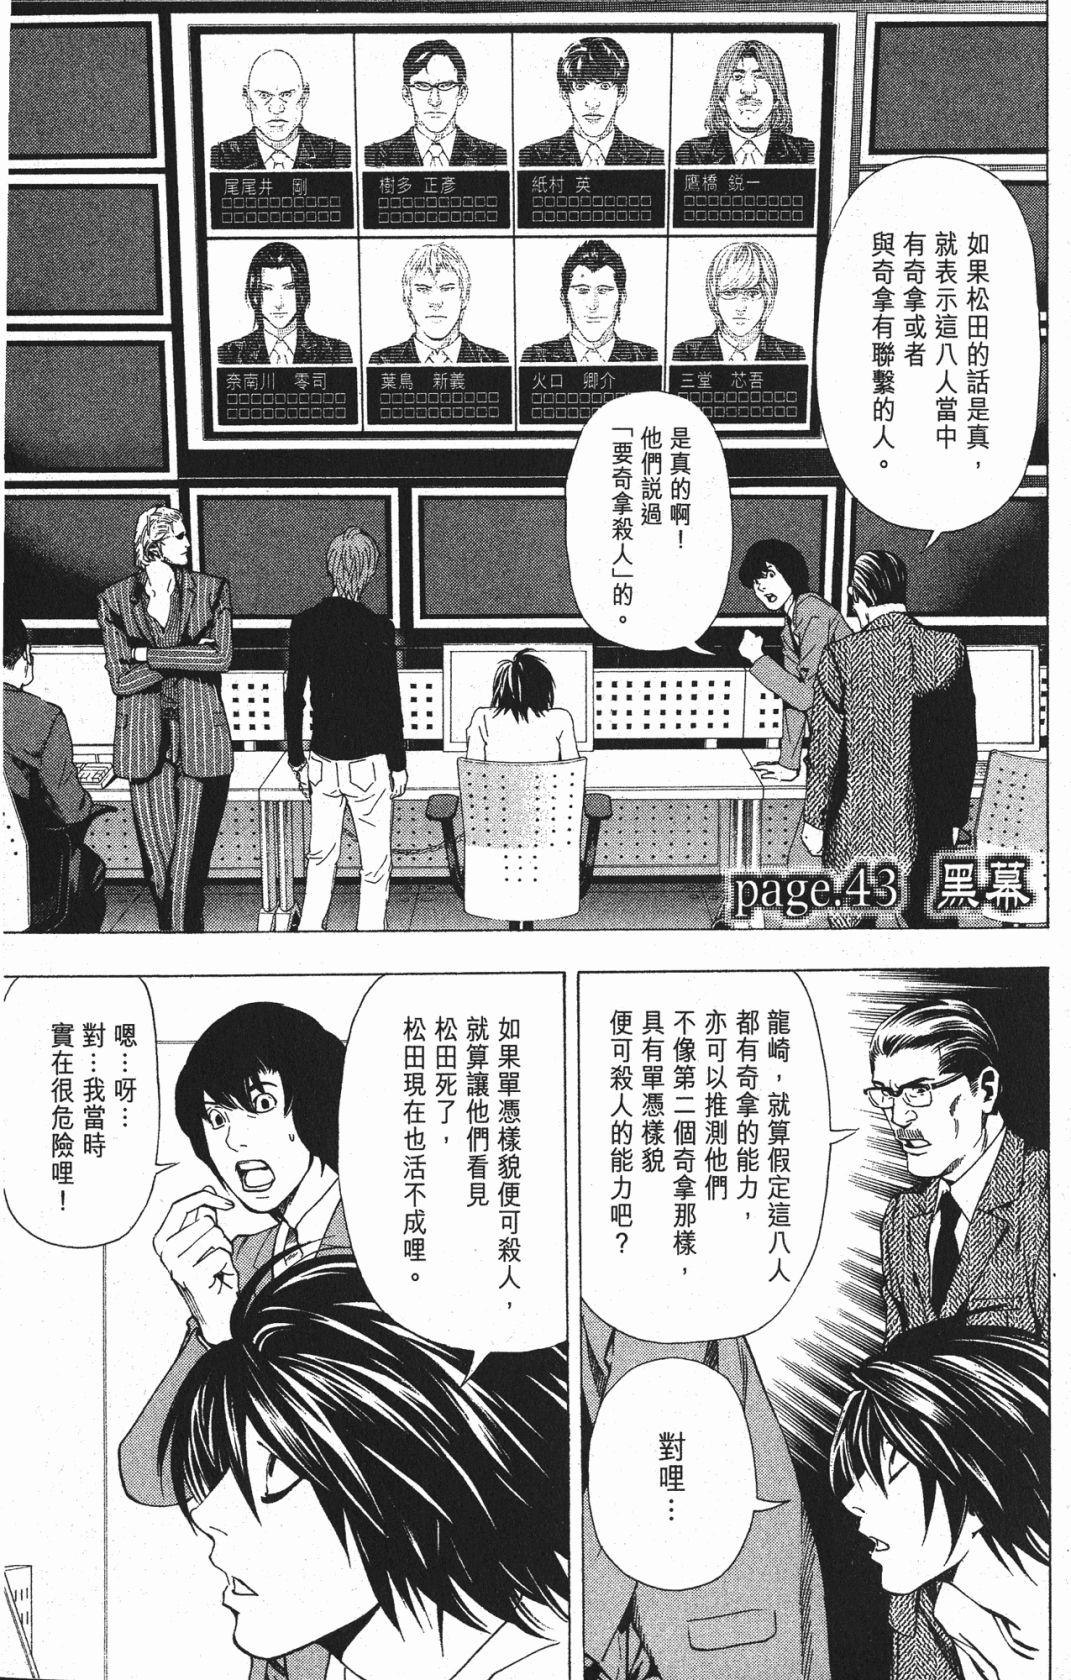 尾尾井　剛
樹多 正彥
紙村 英
鷹橋 鋭一
奈南川 零司
葉鳥 新義
火口 卿介
三堂 芯吾
如果松田的話是真，
就表示這八人當中
有奇拿或者
與奇拿有聯繫的人。
是真的啊！
他們説過
「要奇拿殺人」的。
page.43 黑幕
龍崎，就算假定這八人
都有奇拿的能力，
亦可以推測他們
不像第二個奇拿那樣，
具有單憑樣貌
便可殺人的能力吧？
對哩…
如果單憑樣貌便可殺人，
就算讓他們看見
松田死了，
松田現在也活不成哩。
嗯…呀…
對…我當時
實在很危險哩！